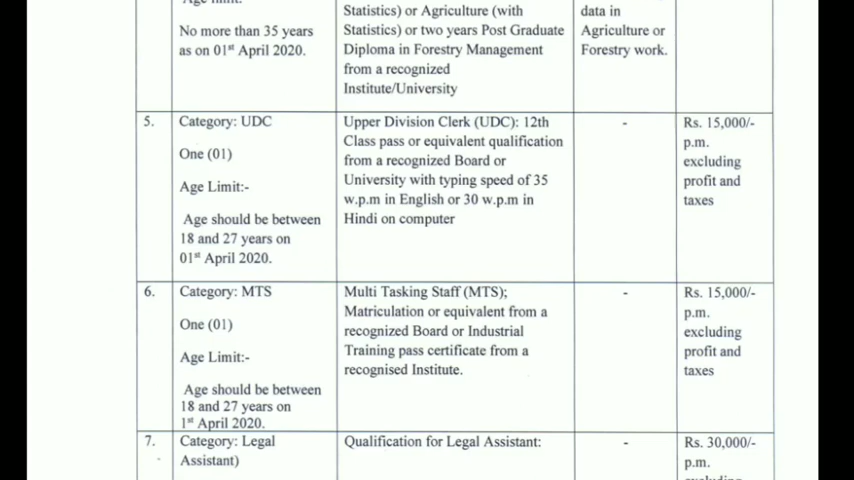 Age limit:
No more than 35 years
as on 01st April 2020.
Statistics) or Agriculture (with
Statistics) or two years Post Graduate
Diploma in Forestry Management
from a recognized
Institute/University
data in
Agriculture or
Forestry work.
5.
Category: UDC
One (01)
Age Limit:-
Age should be between
18 and 27 years on
01st April 2020.
Upper Division Clerk (UDC): 12th
Class pass or equivalent qualification
from a recognized Board or
University with typing speed of 35
w.p.m in English or 30 w.p.m in
Hindi on computer
-
Rs. 15,000/-
p.m.
excluding
profit and
taxes
6.
Category: MTS
One (01)
Age Limit:-
Age should be between
18 and 27 years on
1st April 2020.
Multi Tasking Staff (MTS);
Matriculation or equivalent from a
recognized Board or Industrial
Training pass certificate from a
recognised Institute.
-
Rs. 15,000/-
p.m.
excluding
profit and
taxes
7.
Category: Legal
Assistant)
Qualification for Legal Assistant:
-
Rs. 30,000/-
p.m.